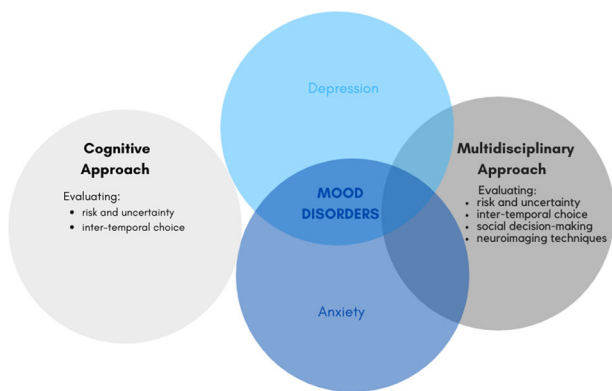 Depression
Cognitive
Approach
Evaluating:
• risk and uncertainty
• inter-temporal choice
MOOD
DISORDERS
Multidisciplinary
Approach
Evaluating:
• risk and uncertainty
• inter-temporal choice
• social decision-making
• neuroimaging techniques
Anxiety